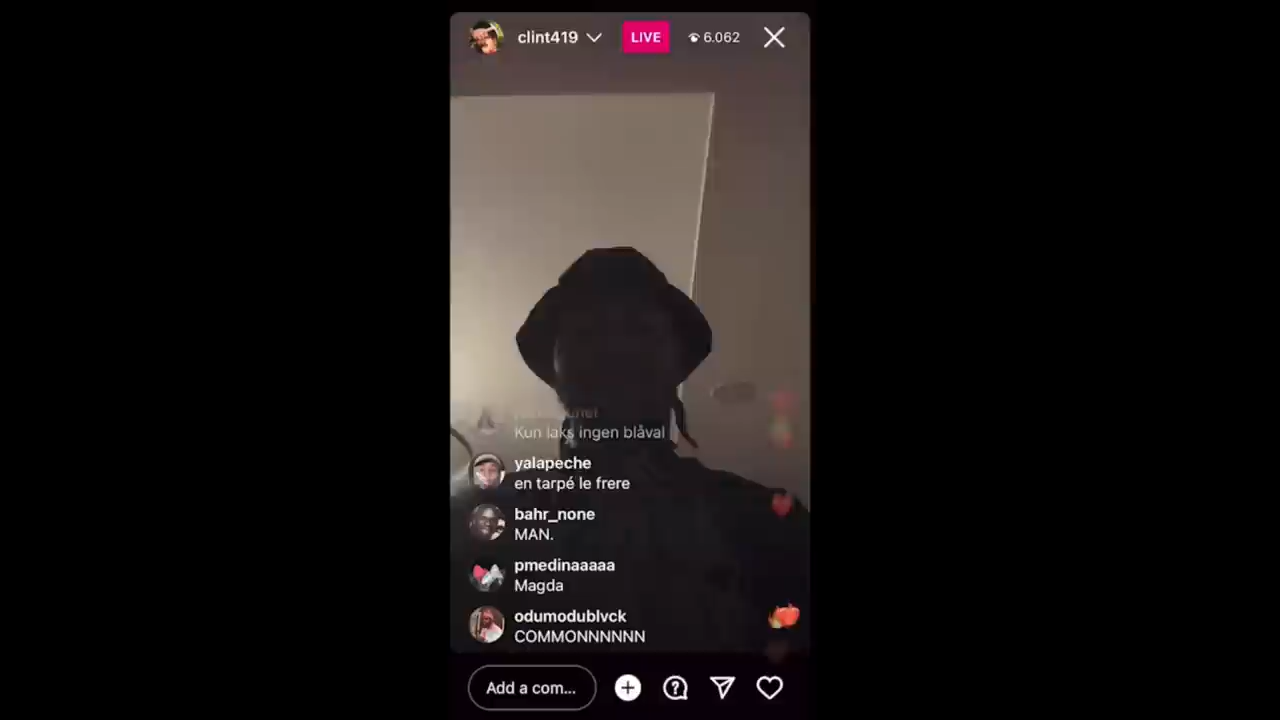 clint419
LIVE
6.062
Kun laks ingen blåval
yalapeche
en tarpé le frere
bahr_none
MAN.
pmedinaaaaa
Magda
odumodublvck
COMMONNNNNN
Add a com...